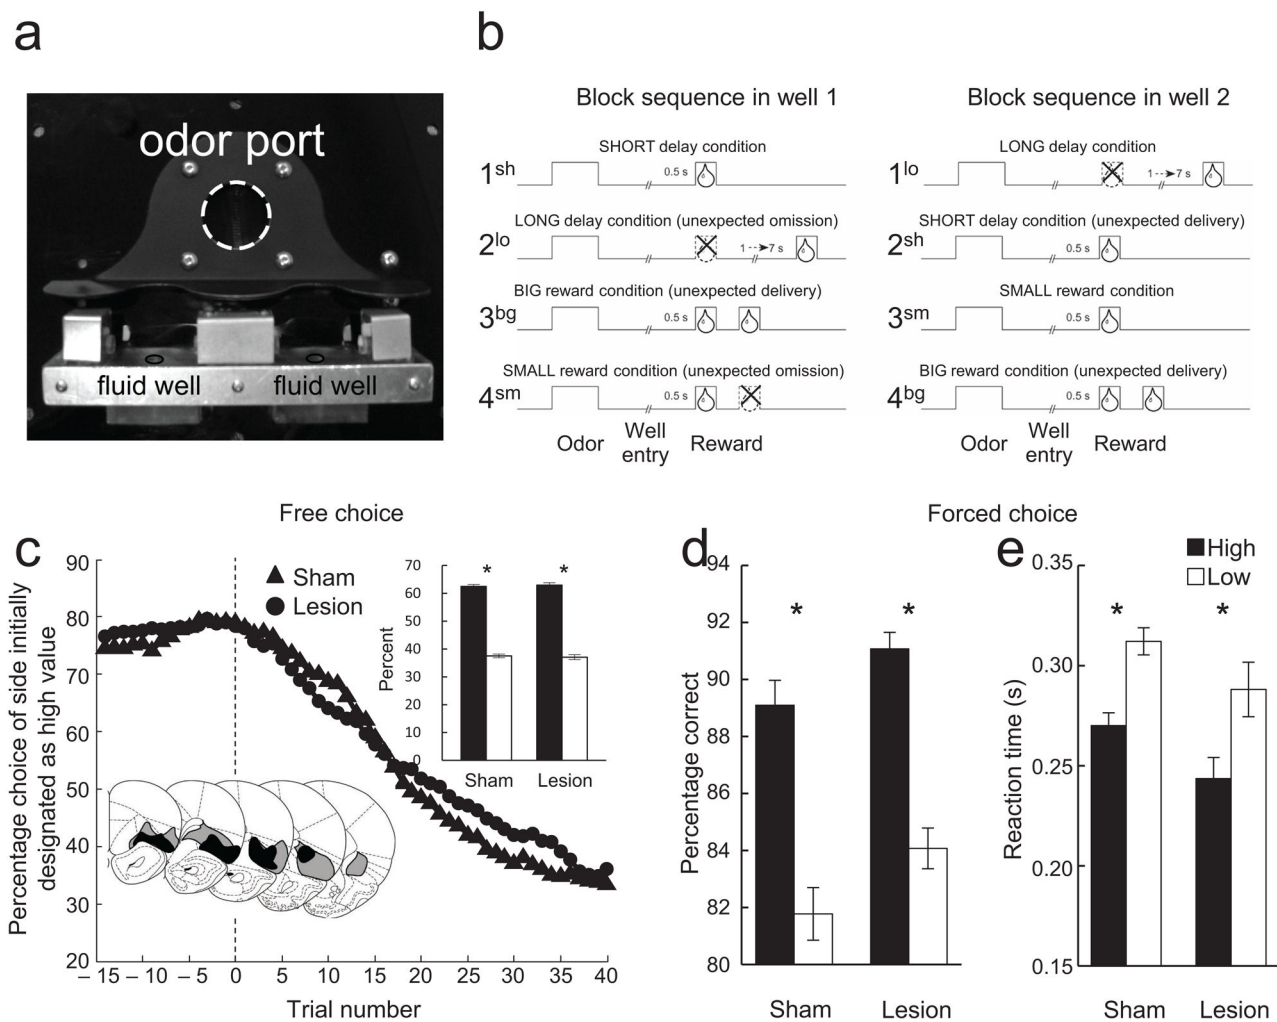 a
odor port
fluid well
fluid well
b
Block sequence in well 1
SHORT delay condition
1sh
0.5 s
LONG delay condition (unexpected omission)
2lo
1 --➤7 s
BIG reward condition (unexpected delivery)
3bg
0.5 s
SMALL reward condition (unexpected omission)
4sm
0.5 s
Odor
Well
entry
Reward
Block sequence in well 2
LONG delay condition
1lo
1 --➤7 s
SHORT delay condition (unexpected delivery)
2sh
0.5 s
SMALL reward condition
3sm
0.5 s
BIG reward condition (unexpected delivery)
4bg
0.5 s
Odor
Well
entry
Reward
Free choice
c
Percentage choice of side initially
designated as high value
90
80
70
60
50
40
30
20
– 15
– 10
– 5
0
5
10
15
20
25
30
35
40
Trial number
Sham
Lesion
Percent
70
60
50
40
30
20
10
0
*
*
Sham
Lesion
Forced choice
d
Percentage correct
94
92
90
88
86
84
82
80
*
*
Sham
Lesion
e
High
Low
Reaction time (s)
0.35
0.30
0.25
0.20
0.15
*
*
Sham
Lesion